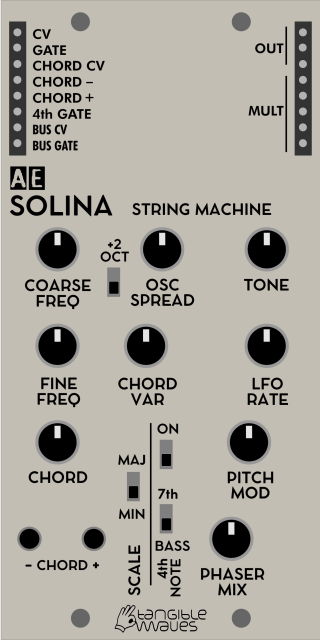 CV
GATE
CHORD CV
CHORD –
CHORD +
4th GATE
BUS CV
BUS GATE
OUT
MULT
AE
SOLINA STRING MACHINE
+2
OCT
COARSE
FREQ
OSC
SPREAD
TONE
FINE
FREQ
CHORD
VAR
LFO
RATE
CHORD
ON
MAJ
MIN
7th
PITCH
MOD
– CHORD +
SCALE
BASS
4th
NOTE
PHASER
MIX
tangible
waves